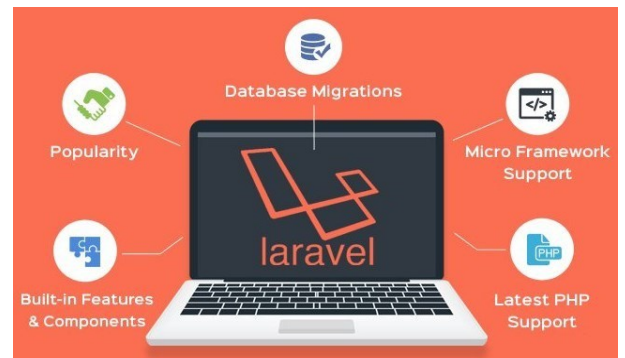 Database Migrations
Popularity
</>
Micro Framework
Support
laravel
Built-in Features
& Components
PHP
Latest PHP
Support